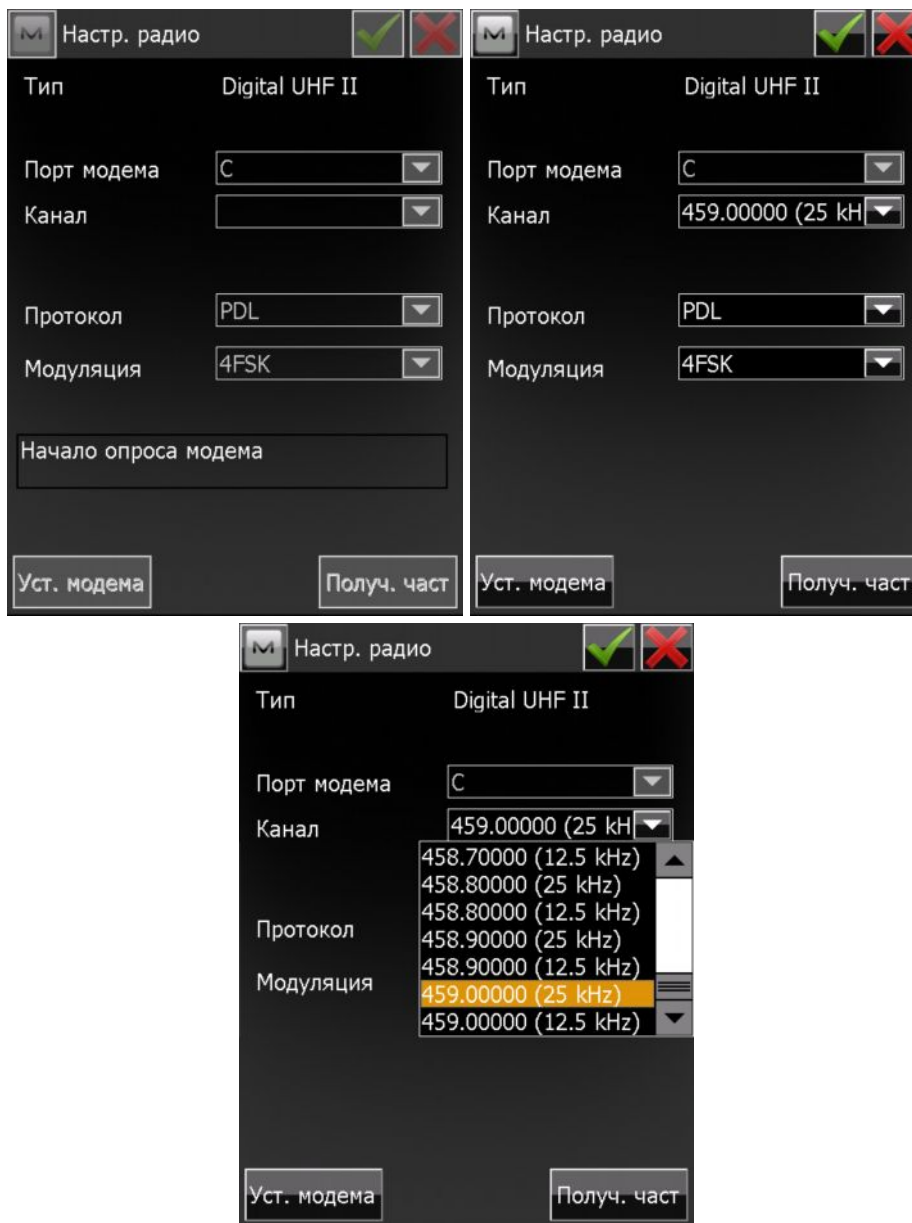 Настр. радио
Тип Digital UHF II
Порт модема C
Канал
Протокол PDL
Модуляция 4FSK
Начало опроса модема
Уст. модема Получ. част
Настр. радио
Тип Digital UHF II
Порт модема C
Канал 459.00000 (25 kH
Протокол PDL
Модуляция 4FSK
Уст. модема Получ. част
Настр. радио
Тип Digital UHF II
Порт модема C
Канал 459.00000 (25 kH
458.70000 (12.5 kHz)
458.80000 (25 kHz)
458.80000 (12.5 kHz)
Протокол 458.90000 (25 kHz)
458.90000 (12.5 kHz)
Модуляция 459.00000 (25 kHz)
459.00000 (12.5 kHz)
Уст. модема Получ. част